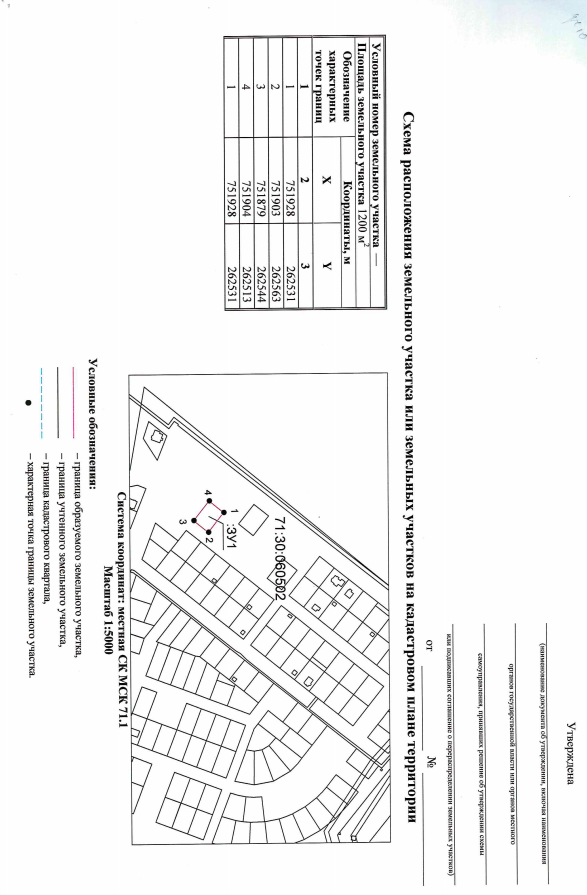 Утверждена
(наименование документа об утверждении, включая наименования
органов государственной власти или органов местного
самоуправления, принявших решение об утверждении схемы
или подписавших соглашение о перераспределении земельных участков)
от № 
Схема расположения земельного участка или земельных участков на кадастровом плане территории
Условный номер земельного участка —
Площадь земельного участка 1200 м²
Обозначение характерных точек границ
Координаты, м
X Y
1 2 3
1 751928 262531
2 751903 262563
3 751879 262544
4 751904 262513
1 751928 262531
71:30:060502
:ЗУ1
1
2
3
4
Система координат: местная СК МСК 71.1
Масштаб 1:5000
Условные обозначения:
– граница образуемого земельного участка,
– граница учтенного земельного участка,
– граница кадастрового квартала,
– характерная точка границы земельного участка.